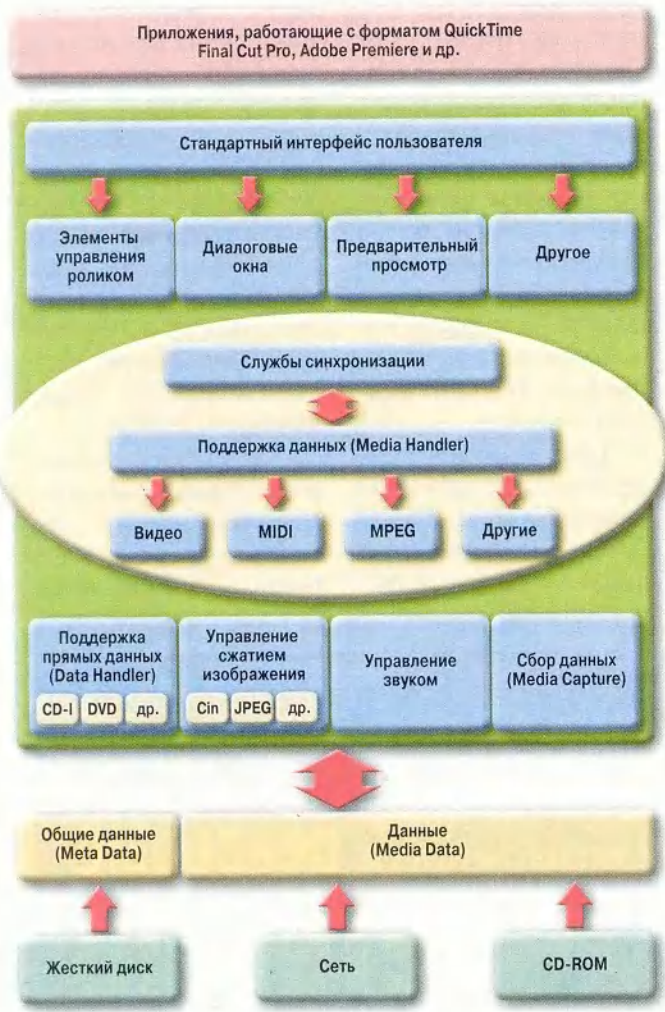 Приложения, работающие с форматом QuickTime
Final Cut Pro, Adobe Premiere и др.
Стандартный интерфейс пользователя
Элементы
управления
роликом
Диалоговые
окна
Предварительный
просмотр
Другое
Службы синхронизации
Поддержка данных (Media Handler)
Видео
MIDI
MPEG
Другие
Поддержка
прямых данных
(Data Handler)
CD-I DVD др.
Управление
сжатием
изображения
Cin JPEG др.
Управление
звуком
Сбор данных
(Media Capture)
Общие данные
(Meta Data)
Данные
(Media Data)
Жесткий диск
Сеть
CD-ROM